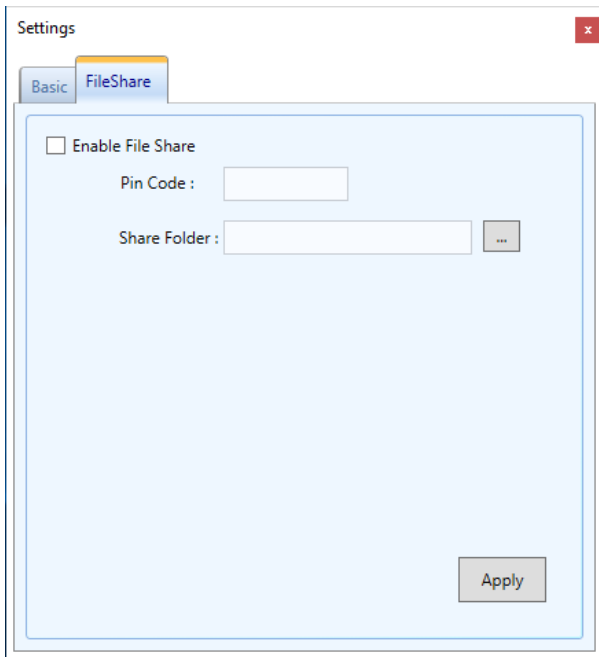 Settings
x
Basic FileShare
Enable File Share
Pin Code :
Share Folder : ...
Apply